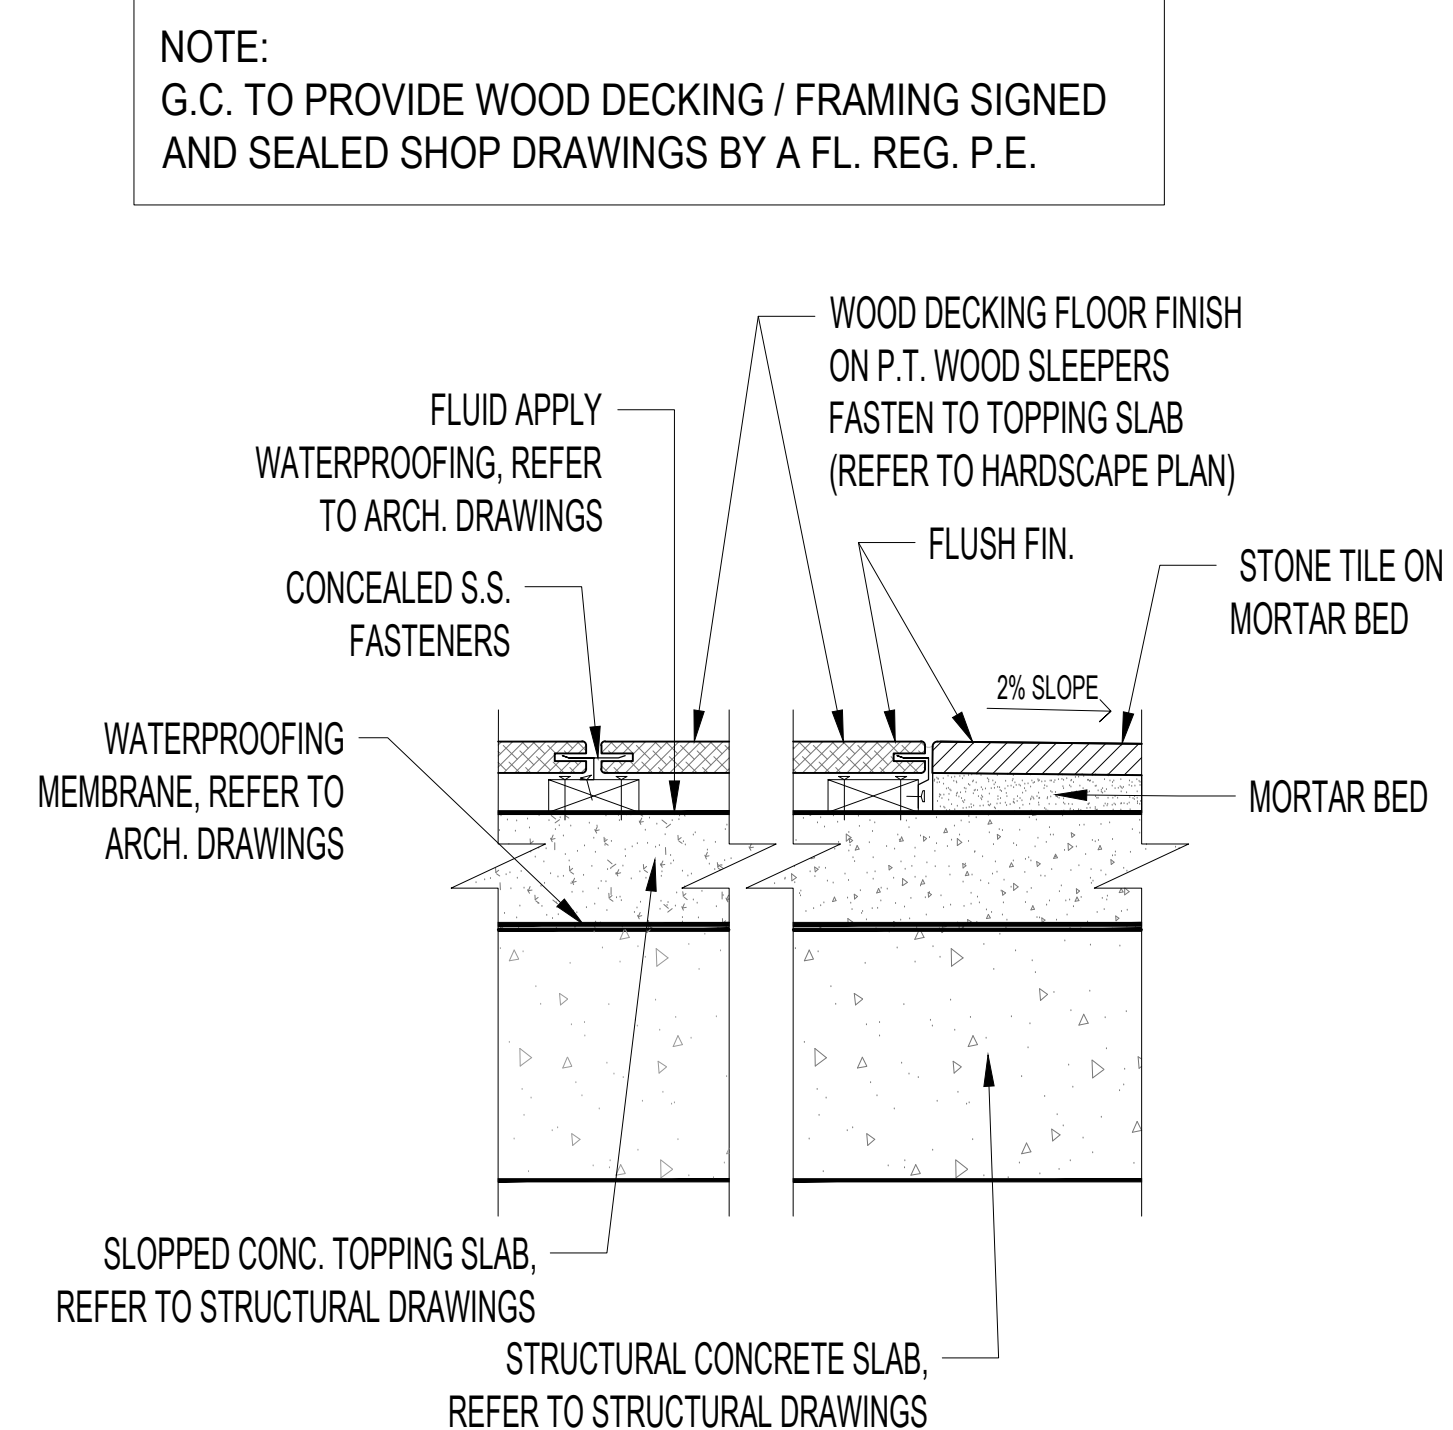 NOTE:
G.C. TO PROVIDE WOOD DECKING / FRAMING SIGNED
AND SEALED SHOP DRAWINGS BY A FL. REG. P.E.
WOOD DECKING FLOOR FINISH
ON P.T. WOOD SLEEPERS
FASTEN TO TOPPING SLAB
(REFER TO HARDSCAPE PLAN)
FLUID APPLY
WATERPROOFING, REFER
TO ARCH. DRAWINGS
FLUSH FIN.
STONE TILE ON
MORTAR BED
CONCEALED S.S.
FASTENERS
2% SLOPE
WATERPROOFING
MEMBRANE, REFER TO
ARCH. DRAWINGS
MORTAR BED
SLOPPED CONC. TOPPING SLAB,
REFER TO STRUCTURAL DRAWINGS
STRUCTURAL CONCRETE SLAB,
REFER TO STRUCTURAL DRAWINGS